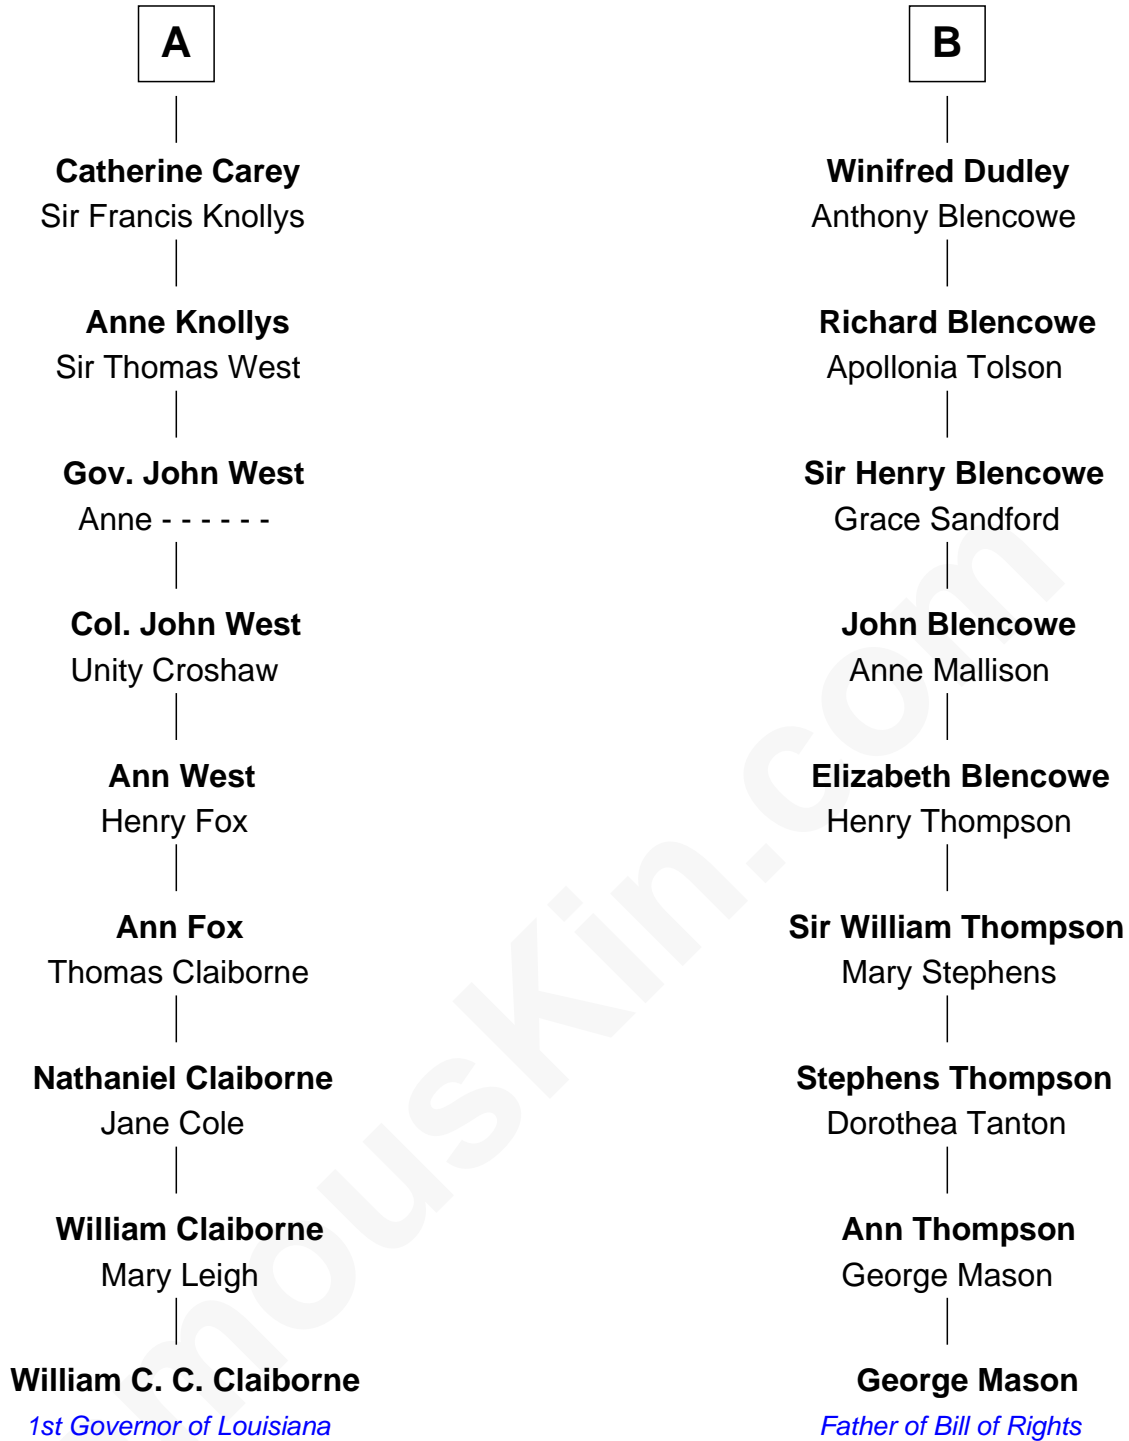 A
Catherine Carey
Sir Francis Knollys
Anne Knollys
Sir Thomas West
Gov. John West
Anne - - - - - -
Col. John West
Unity Croshaw
Ann West
Henry Fox
Ann Fox
Thomas Claiborne
Nathaniel Claiborne
Jane Cole
William Claiborne
Mary Leigh
William C. C. Claiborne
1st Governor of Louisiana
B
Winifred Dudley
Anthony Blencowe
Richard Blencowe
Apollonia Tolson
Sir Henry Blencowe
Grace Sandford
John Blencowe
Anne Mallison
Elizabeth Blencowe
Henry Thompson
Sir William Thompson
Mary Stephens
Stephens Thompson
Dorothea Tanton
Ann Thompson
George Mason
George Mason
Father of Bill of Rights
mousKin.com